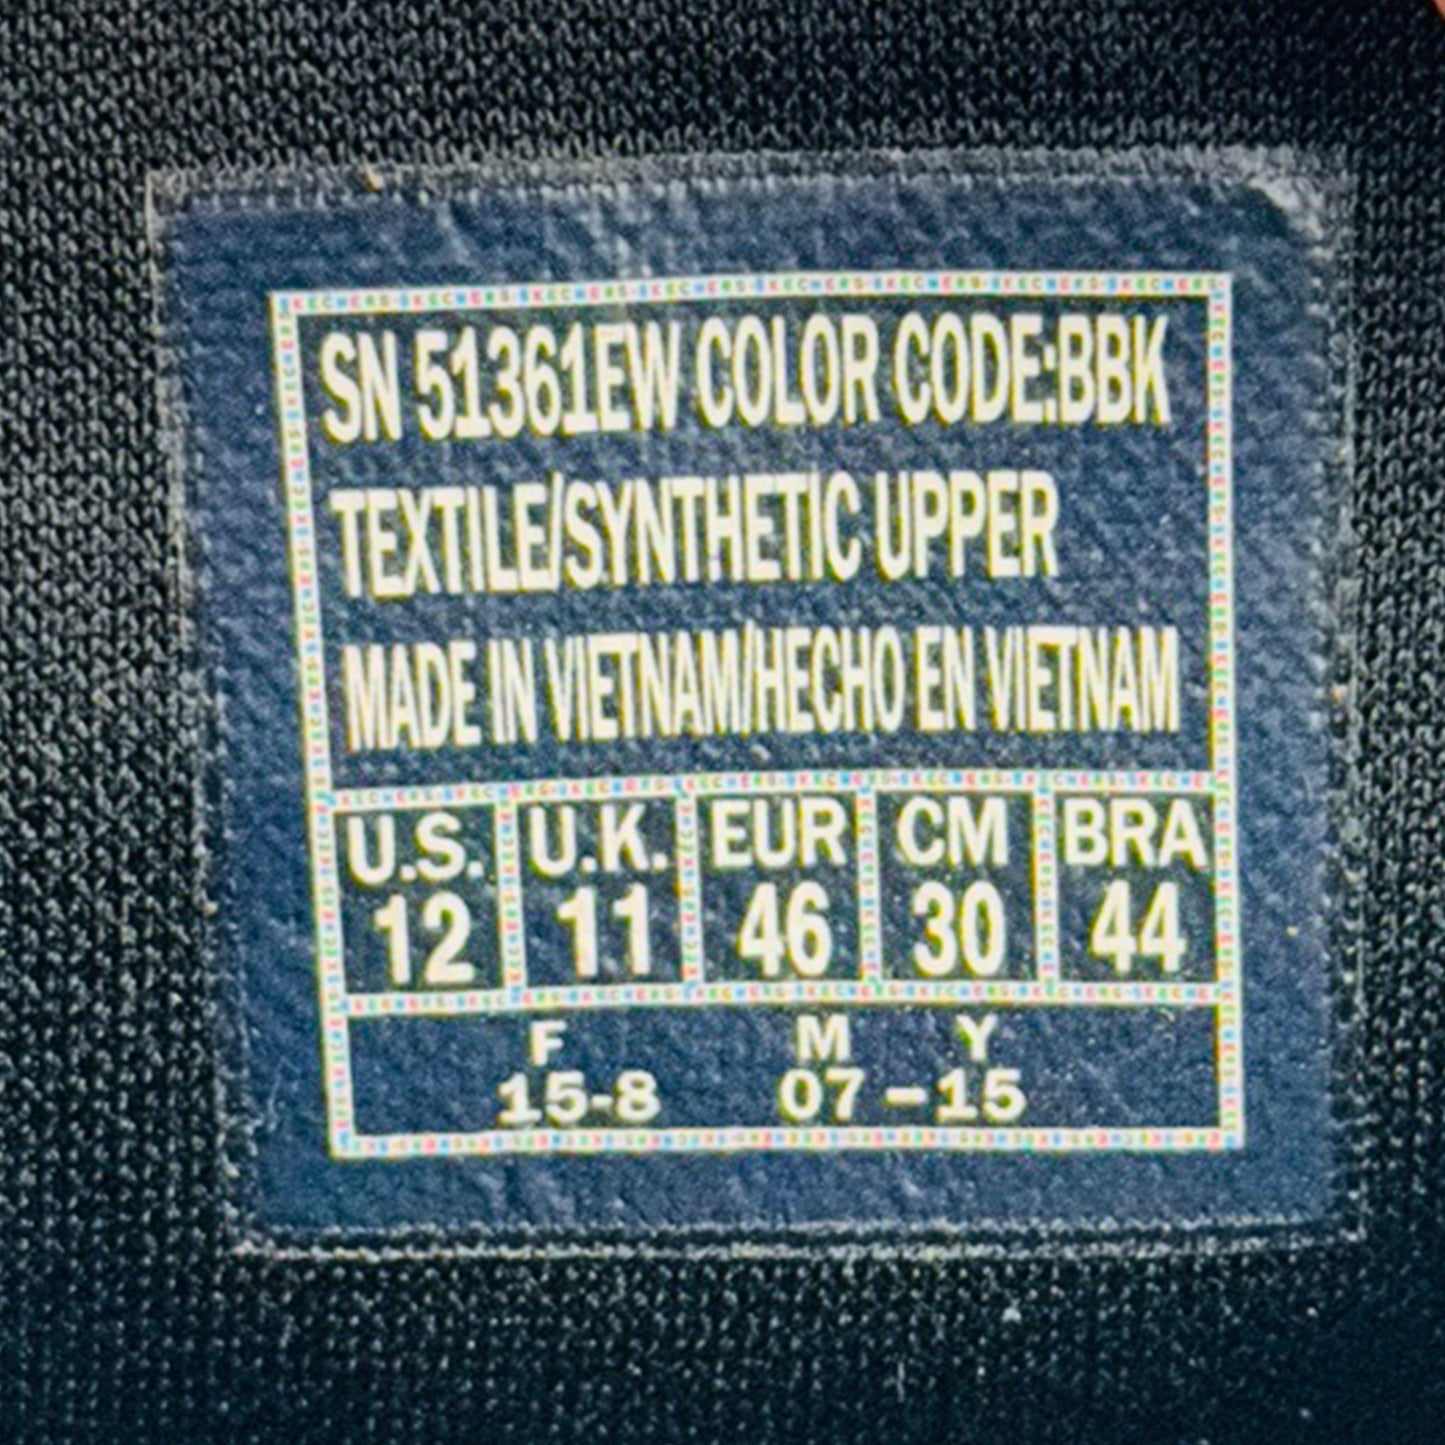 SN 51361EW COLOR CODE:BBK
TEXTILE/SYNTHETIC UPPER
MADE IN VIETNAM/HECHO EN VIETNAM
U.S. U.K. EUR CM BRA
12 11 46 30 44
F M Y
15-8 07-15